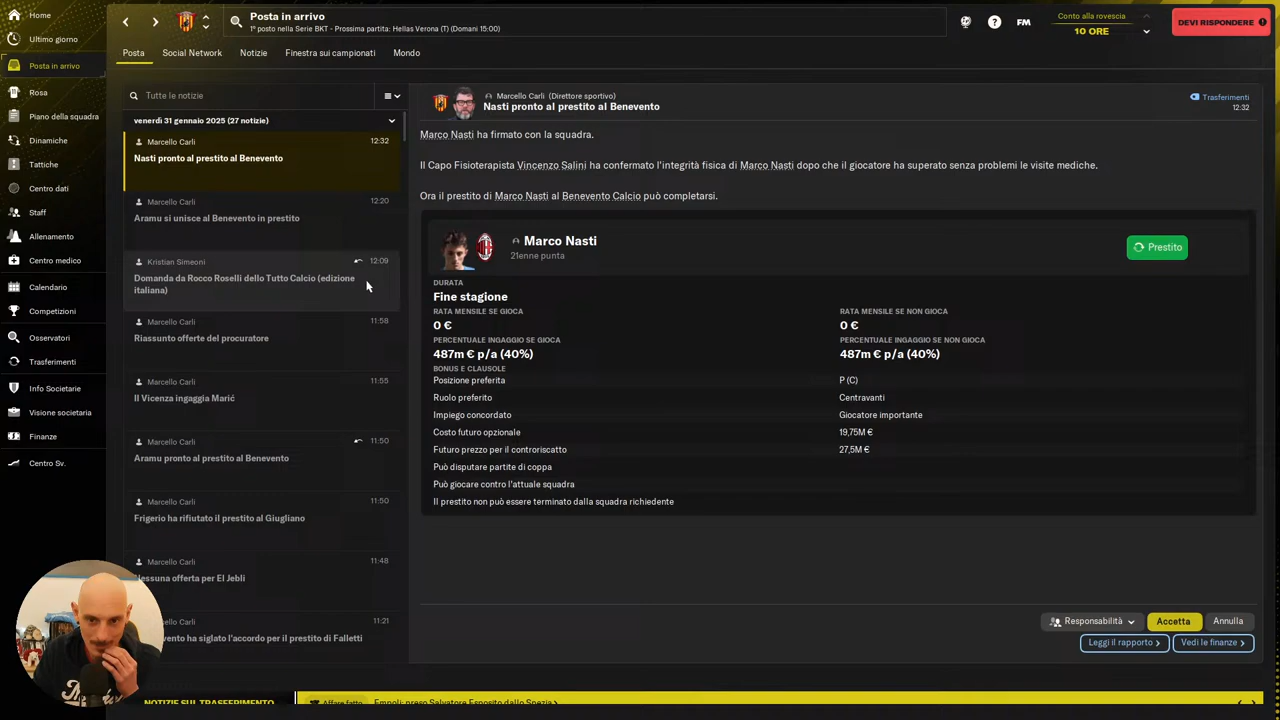 Home
Ultimo giorno
Posta in arrivo
Rosa
Piano della squadra
Dinamiche
Tattiche
Centro dati
Staff
Allenamento
Centro medico
Calendario
Competizioni
Osservatori
Trasferimenti
Info Societarie
Visione societaria
Finanze
Centro Sv.
Posta in arrivo
1° posto nella Serie BKT - Prossima partita: Hellas Verona (T) (Domani 15:00)
FM
Conto alla rovescia
10 ORE
DEVI RISPONDERE
Posta
Social Network
Notizie
Finestra sui campionati
Mondo
Tutte le notizie
venerdì 31 gennaio 2025 (27 notizie)
Marcello Carli 12:32
Nasti pronto al prestito al Benevento
Marcello Carli 12:20
Aramu si unisce al Benevento in prestito
Kristian Simeoni 12:09
Domanda da Rocco Roselli dello Tutto Calcio (edizione
italiana)
Marcello Carli 11:58
Riassunto offerte del procuratore
Marcello Carli 11:55
Il Vicenza ingaggia Marić
Marcello Carli 11:50
Aramu pronto al prestito al Benevento
Marcello Carli 11:50
Frigerio ha rifiutato il prestito al Giugliano
Marcello Carli 11:48
essuna offerta per El Jebli
Marcello Carli 11:21
vento ha siglato l'accordo per il prestito di Falletti
Marcello Carli (Direttore sportivo)
Nasti pronto al prestito al Benevento
Trasferimenti
12:32
Marco Nasti ha firmato con la squadra.
Il Capo Fisioterapista Vincenzo Salini ha confermato l'integrità fisica di Marco Nasti dopo che il giocatore ha superato senza problemi le visite mediche.
Ora il prestito di Marco Nasti al Benevento Calcio può completarsi.
Marco Nasti
21enne punta
Prestito
DURATA
Fine stagione
RATA MENSILE SE GIOCA RATA MENSILE SE NON GIOCA
0 € 0 €
PERCENTUALE INGAGGIO SE GIOCA PERCENTUALE INGAGGIO SE NON GIOCA
487m € p/a (40%) 487m € p/a (40%)
BONUS E CLAUSOLE
Posizione preferita P (C)
Ruolo preferito Centravanti
Impiego concordato Giocatore importante
Costo futuro opzionale 19,75M €
Futuro prezzo per il controriscatto 27,5M €
Può disputare partite di coppa
Può giocare contro l'attuale squadra
Il prestito non può essere terminato dalla squadra richiedente
Responsabilità
Accetta
Annulla
Leggi il rapporto
Vedi le finanze
NOTIZIE SUL TRASFERIMENTO
Affare fatto
Empoli: preso Salvatore Esposito dallo Spezia